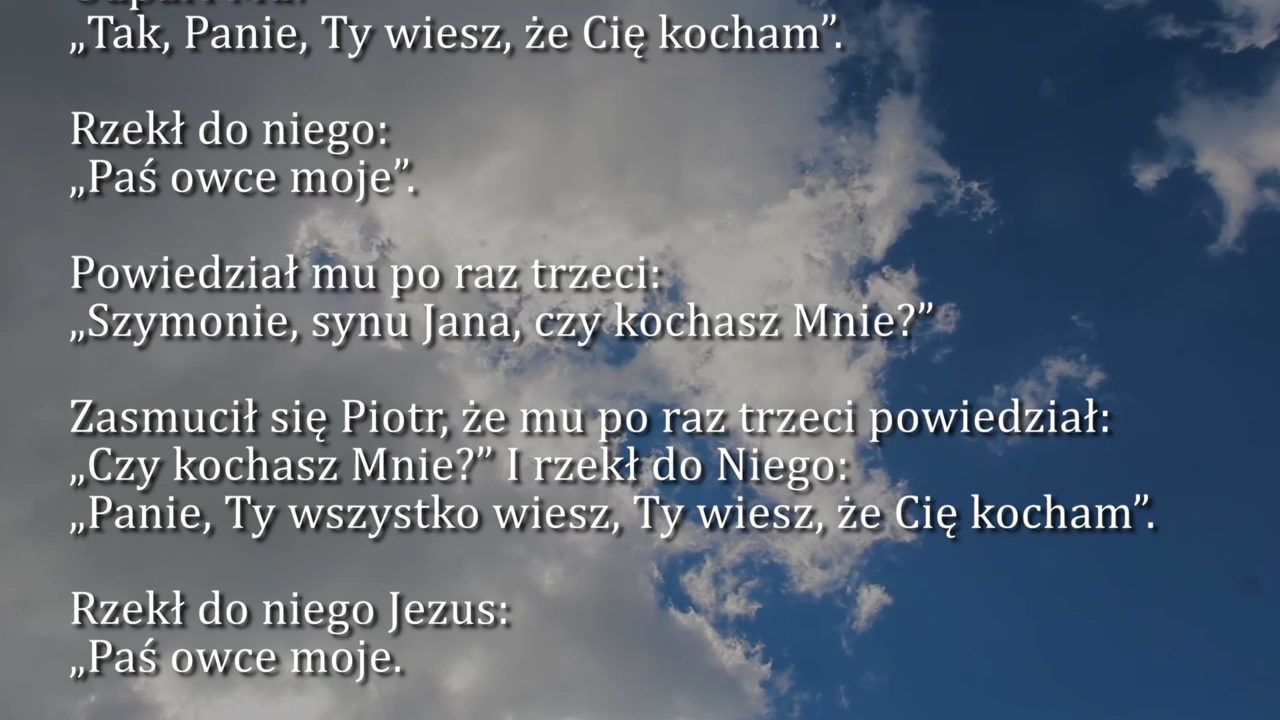 „Tak, Panie, Ty wiesz, że Cię kocham”.
Rzekł do niego:
„Paś owce moje”.
Powiedział mu po raz trzeci:
„Szymonie, synu Jana, czy kochasz Mnie?”
Zasmucił się Piotr, że mu po raz trzeci powiedział:
„Czy kochasz Mnie?” I rzekł do Niego:
„Panie, Ty wszystko wiesz, Ty wiesz, że Cię kocham”.
Rzekł do niego Jezus:
„Paś owce moje.